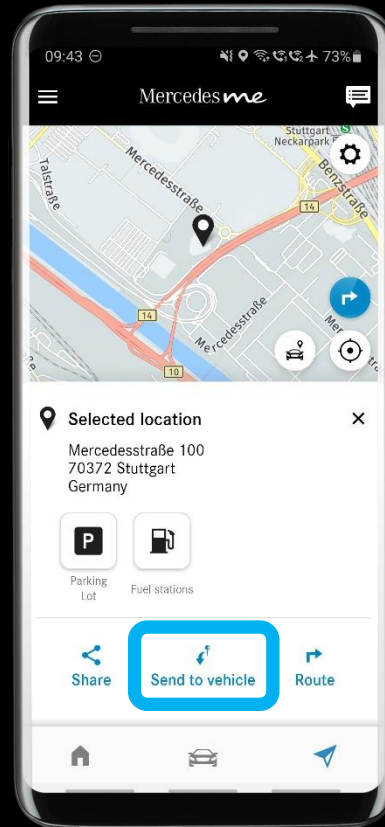 09:43
73%
Mercedes me
Stuttgart
Neckarpark
Talstraße
Mercedesstraße
Benzstraße
14
14
Mercedesstraße
10
Selected location
Mercedesstraße 100
70372 Stuttgart
Germany
P
Parking
Lot
Fuel stations
Share
Send to vehicle
Route